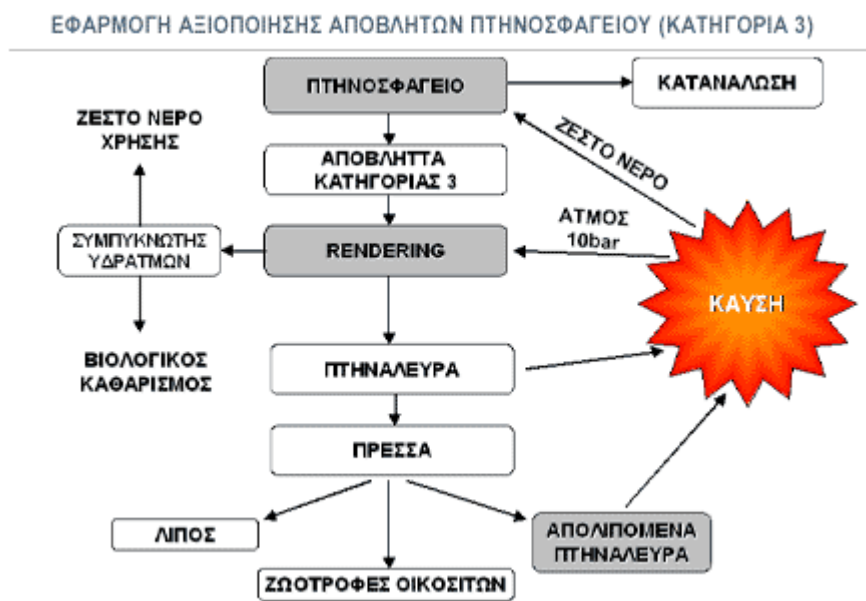 ΕΦΑΡΜΟΓΗ ΑΞΙΟΠΟΙΗΣΗΣ ΑΠΟΒΛΗΤΩΝ ΠΤΗΝΟΣΦΑΓΕΙΟΥ (ΚΑΤΗΓΟΡΙΑ 3)
ΠΤΗΝΟΣΦΑΓΕΙΟ
ΚΑΤΑΝΑΛΩΣΗ
ΖΕΣΤΟ ΝΕΡΟ
ΧΡΗΣΗΣ
ΖΕΣΤΟ ΝΕΡΟ
ΑΠΟΒΛΗΤΤΑ
ΚΑΤΗΓΟΡΙΑΣ 3
ΑΤΜΟΣ
10bar
ΣΥΜΠΥΚΝΩΤΗΣ
ΥΔΡΑΤΜΩΝ
RENDERING
ΚΑΥΣΗ
ΒΙΟΛΟΓΙΚΟΣ
ΚΑΘΑΡΙΣΜΟΣ
ΠΤΗΝΑΛΕΥΡΑ
ΠΡΕΣΣΑ
ΛΙΠΟΣ
ΑΠΟΛΙΠΟΜΕΝΑ
ΠΤΗΝΑΛΕΥΡΑ
ΖΩΟΤΡΟΦΕΣ ΟΙΚΟΣΙΤΩΝ